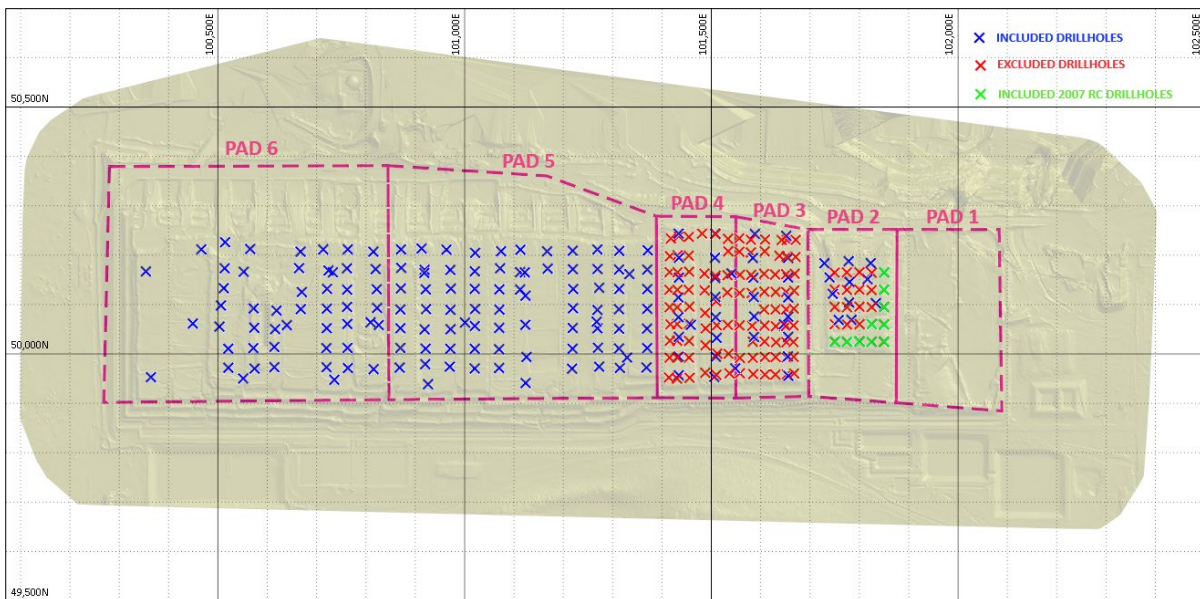 100,500E
101,000E
101,500E
102,000E
102,500E
INCLUDED DRILLHOLES
EXCLUDED DRILLHOLES
INCLUDED 2007 RC DRILLHOLES
50,500N
PAD 6
PAD 5
PAD 4
PAD 3
PAD 2
PAD 1
50,000N
49,500N